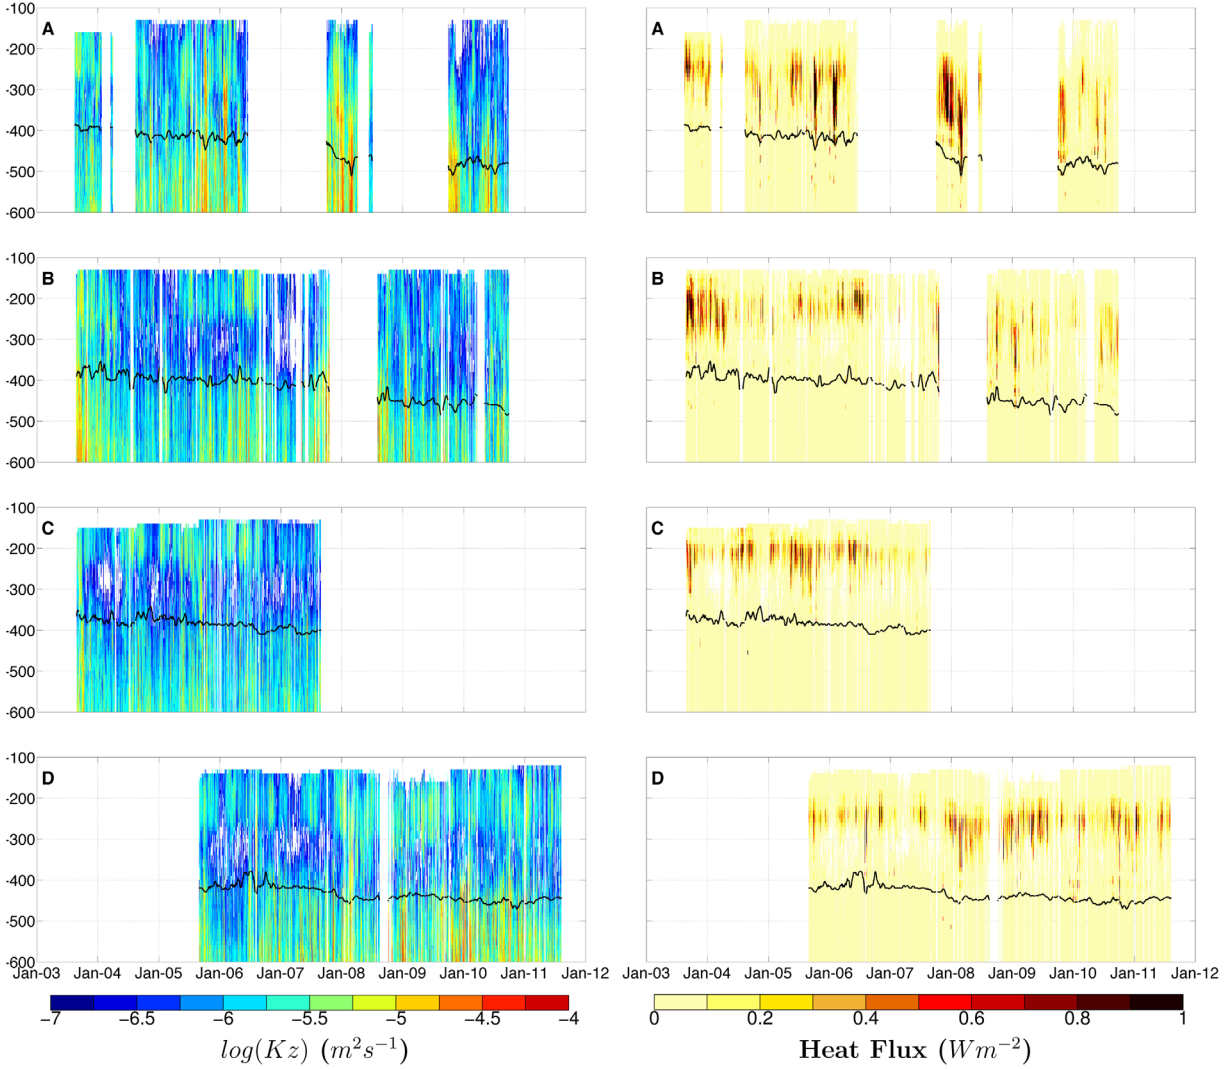 -100
A
-200
-300
-400
-500
-600
A
-100
B
-200
-300
-400
-500
-600
B
-100
C
-200
-300
-400
-500
-600
C
-100
D
-200
-300
-400
-500
-600
D
Jan-03 Jan-04 Jan-05 Jan-06 Jan-07 Jan-08 Jan-09 Jan-10 Jan-11 Jan-12
Jan-03 Jan-04 Jan-05 Jan-06 Jan-07 Jan-08 Jan-09 Jan-10 Jan-11 Jan-12
−7 −6.5 −6 −5.5 −5 −4.5 −4
0 0.2 0.4 0.6 0.8 1
log(Kz) (m²s⁻¹)
Heat Flux (Wm⁻²)